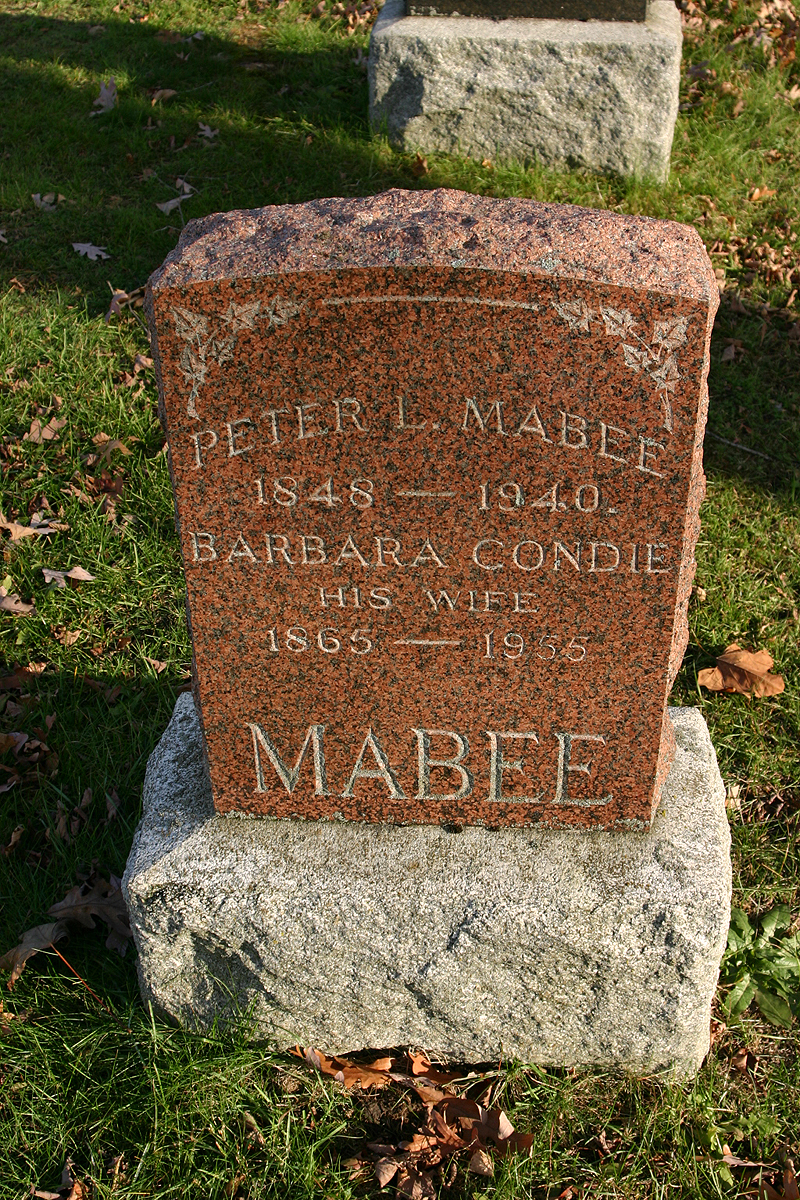 PETER L. MABEE
1848 — 1940.
BARBARA CONDIE
HIS WIFE
1865 — 1955
MABEE